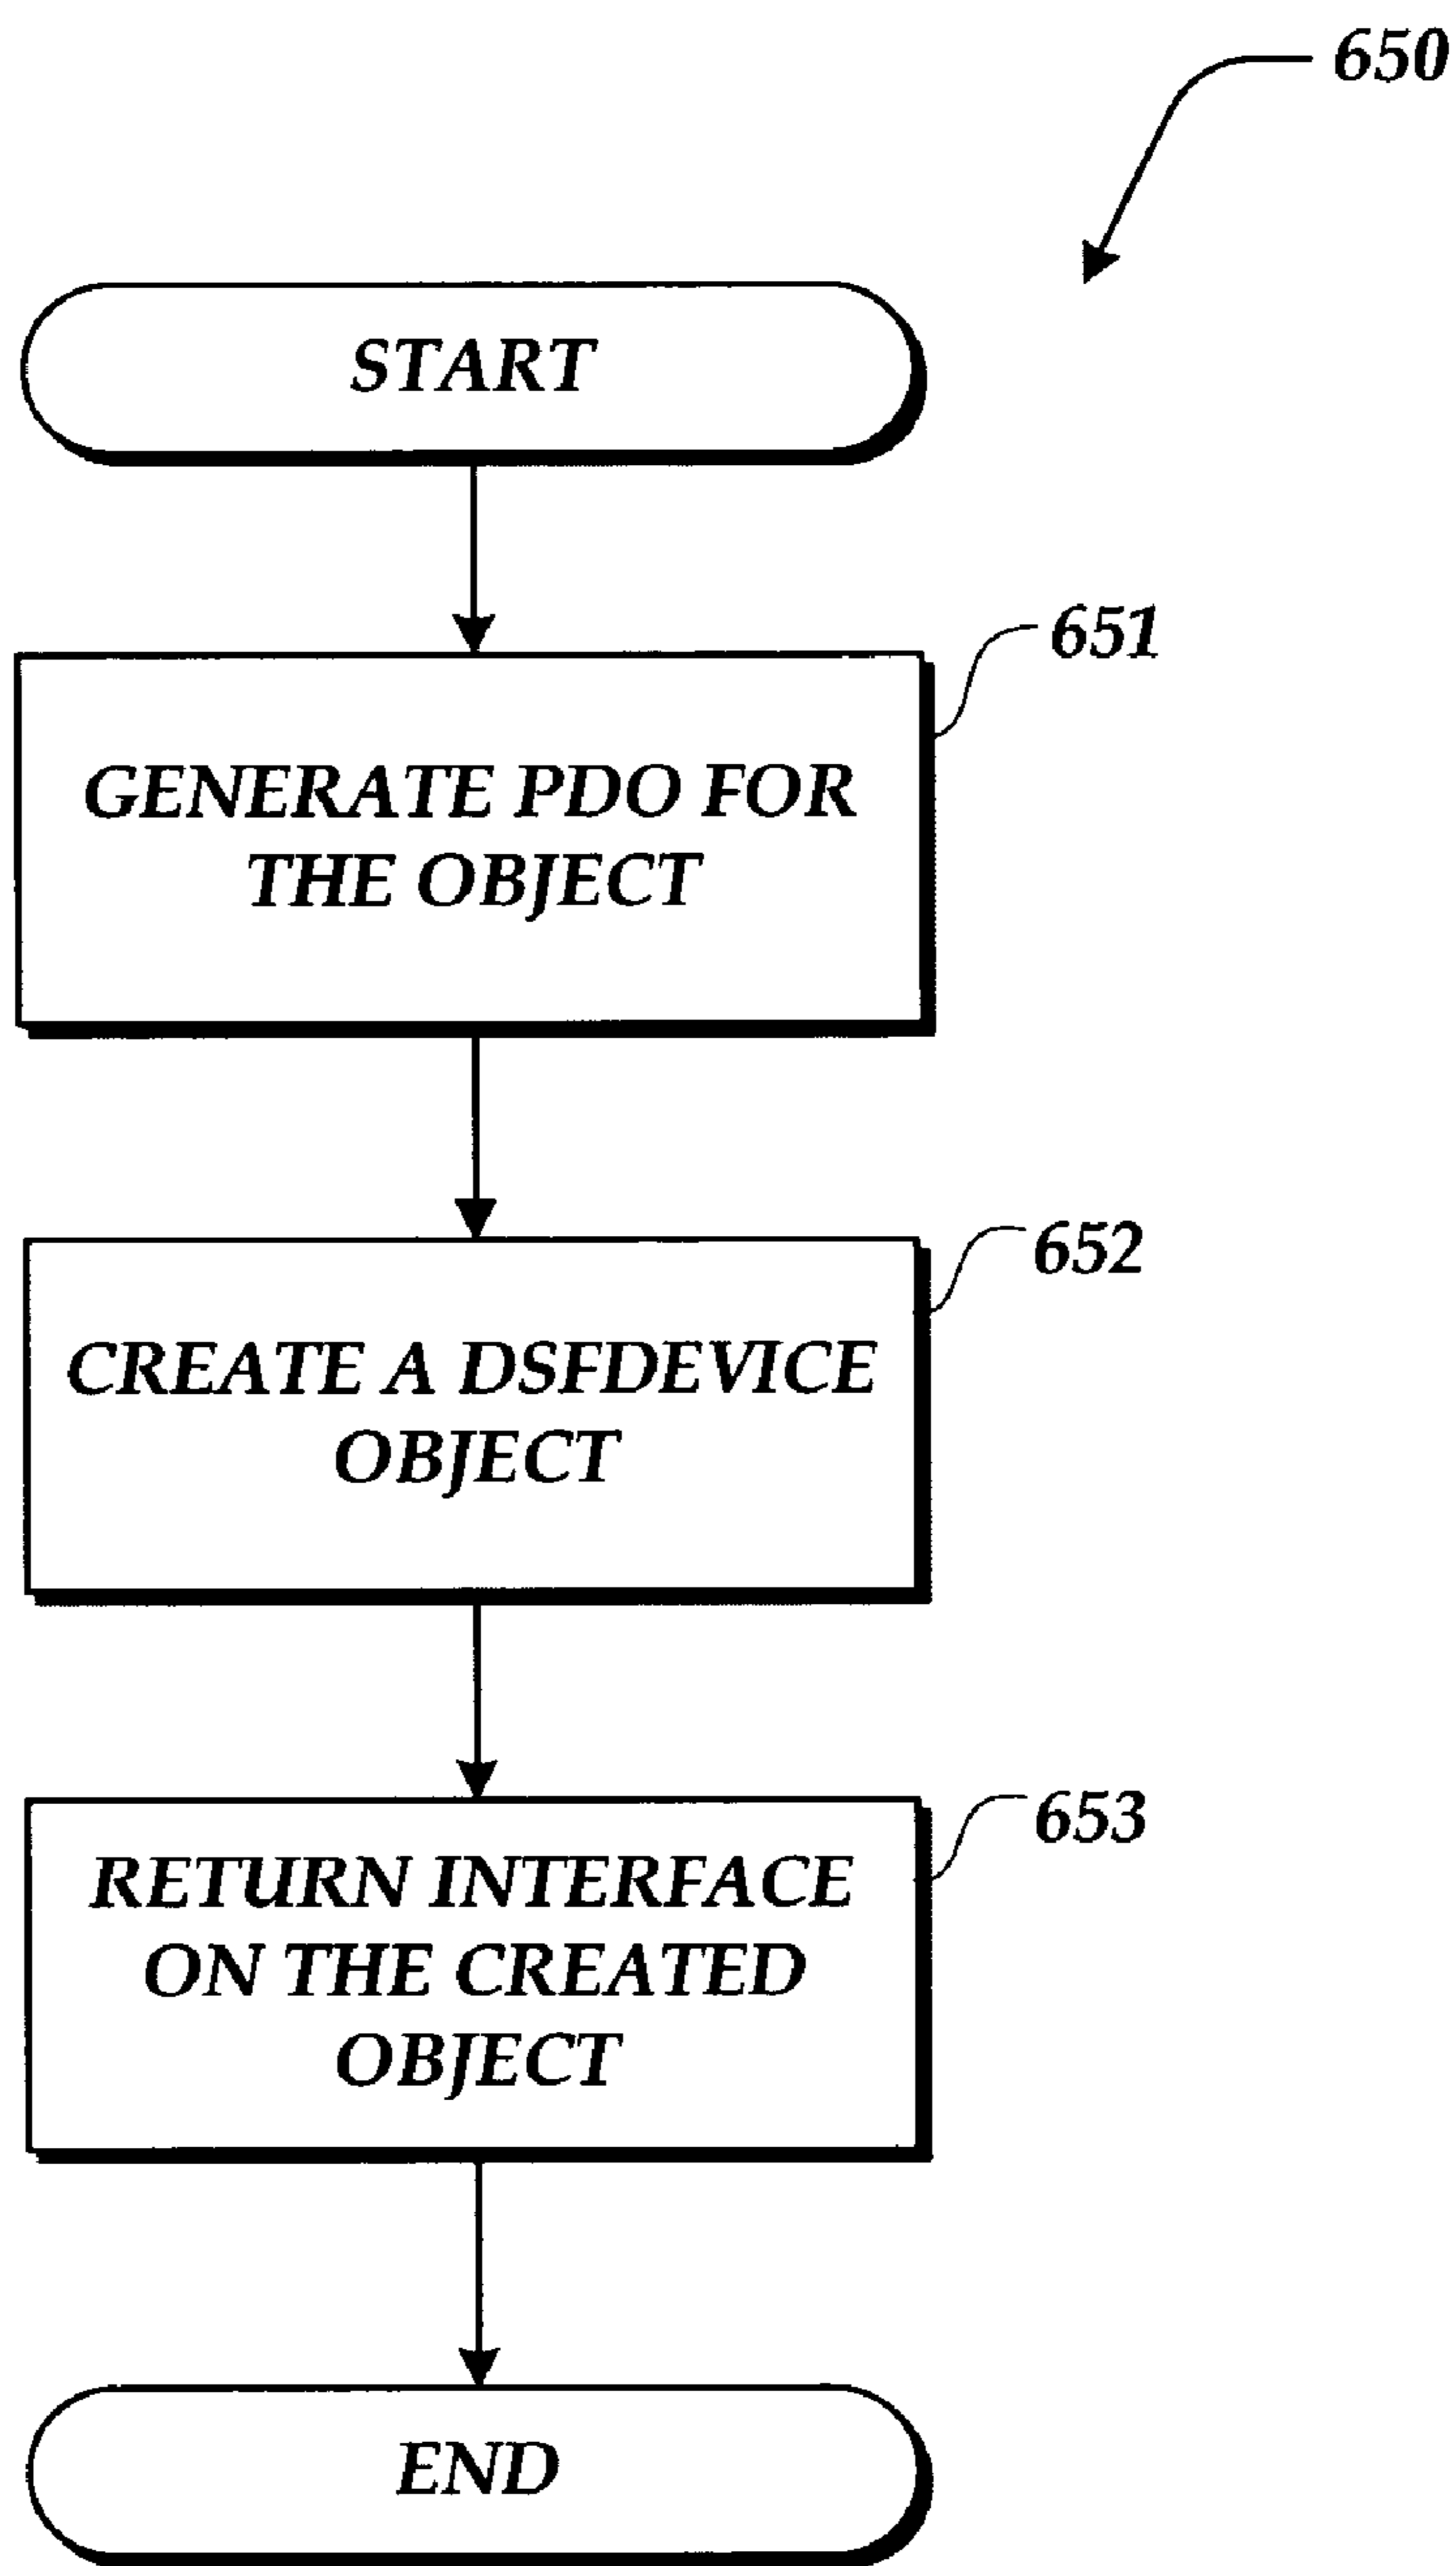 650
START
651
GENERATE PDO FOR
THE OBJECT
652
CREATE A DSFDEVICE
OBJECT
653
RETURN INTERFACE
ON THE CREATED
OBJECT
END